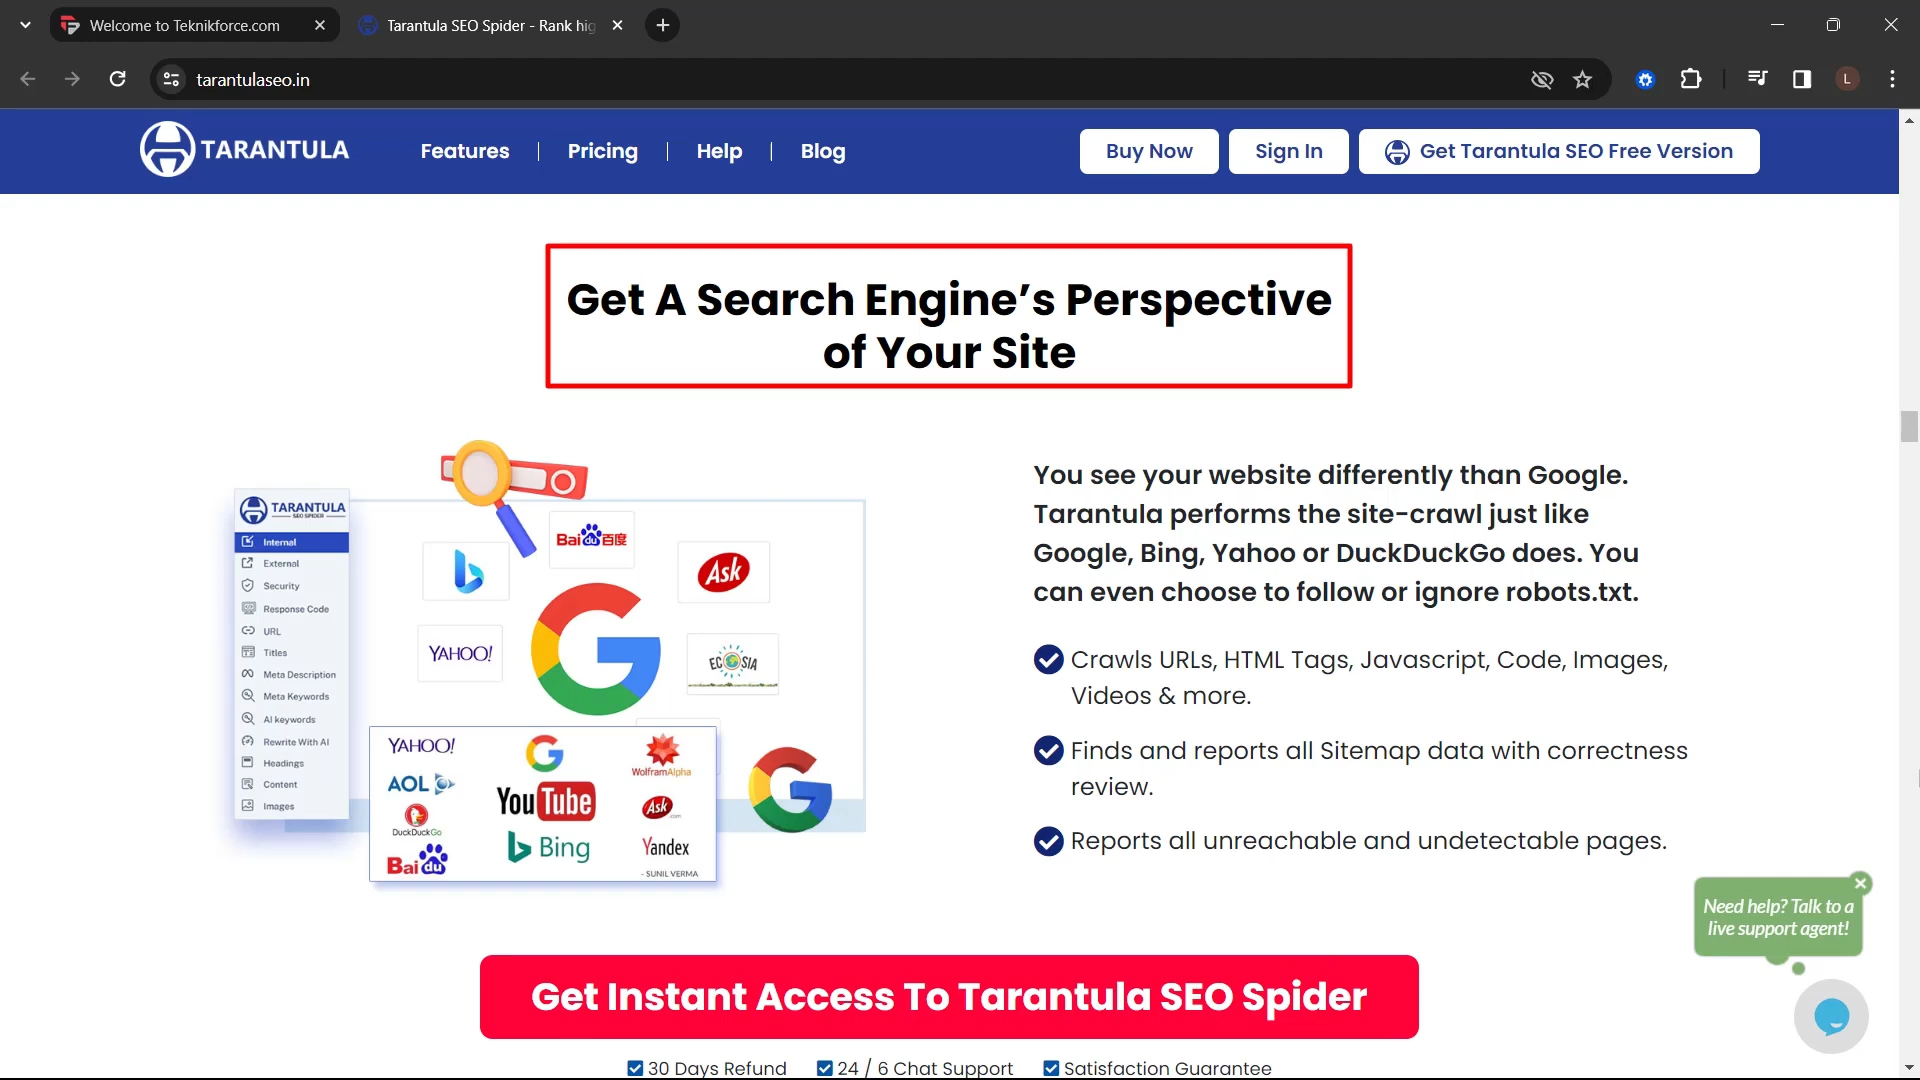 Welcome to Teknikforce.com
Tarantula SEO Spider - Rank hig
tarantulaseo.in
L
TARANTULA
Features
Pricing
Help
Blog
Buy Now
Sign In
Get Tarantula SEO Free Version
Get A Search Engine’s Perspective
of Your Site
TARANTULA
SEO SPIDER
Internal
External
Security
Response Code
URL
Titles
Meta Description
Meta Keywords
AI keywords
Rewrite With AI
Headings
Content
Images
Baidu百度
Ask
YAHOO!
ECOSIA
YAHOO!
AOL
DuckDuckGo
Baidu
YouTube
Bing
WolframAlpha
Ask.com
Yandex
- SUNIL VERMA
You see your website differently than Google.
Tarantula performs the site-crawl just like
Google, Bing, Yahoo or DuckDuckGo does. You
can even choose to follow or ignore robots.txt.
Crawls URLs, HTML Tags, Javascript, Code, Images,
Videos & more.
Finds and reports all Sitemap data with correctness
review.
Reports all unreachable and undetectable pages.
Need help? Talk to a
live support agent!
Get Instant Access To Tarantula SEO Spider
30 Days Refund
24 / 6 Chat Support
Satisfaction Guarantee